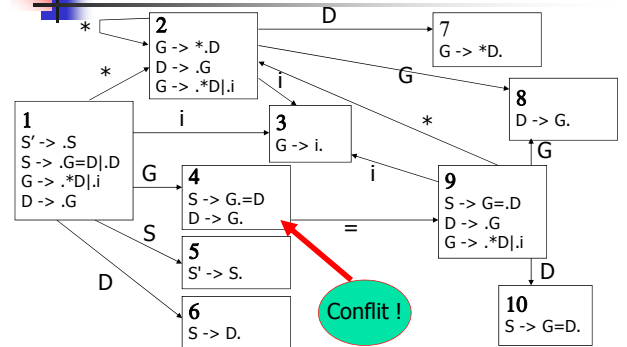 D
*
2
G -> *.D
D -> .G
G -> .*D|.i
7
G -> *D.
G
i
*
8
D -> G.
*
1
S' -> .S
S -> .G=D|.D
G -> .*D|.i
D -> .G
i
3
G -> i.
G
i
G
4
S -> G.=D
D -> G.
=
9
S -> G=.D
D -> .G
G -> .*D|.i
S
5
S' -> S.
D
Conflit !
D
6
S -> D.
10
S -> G=D.